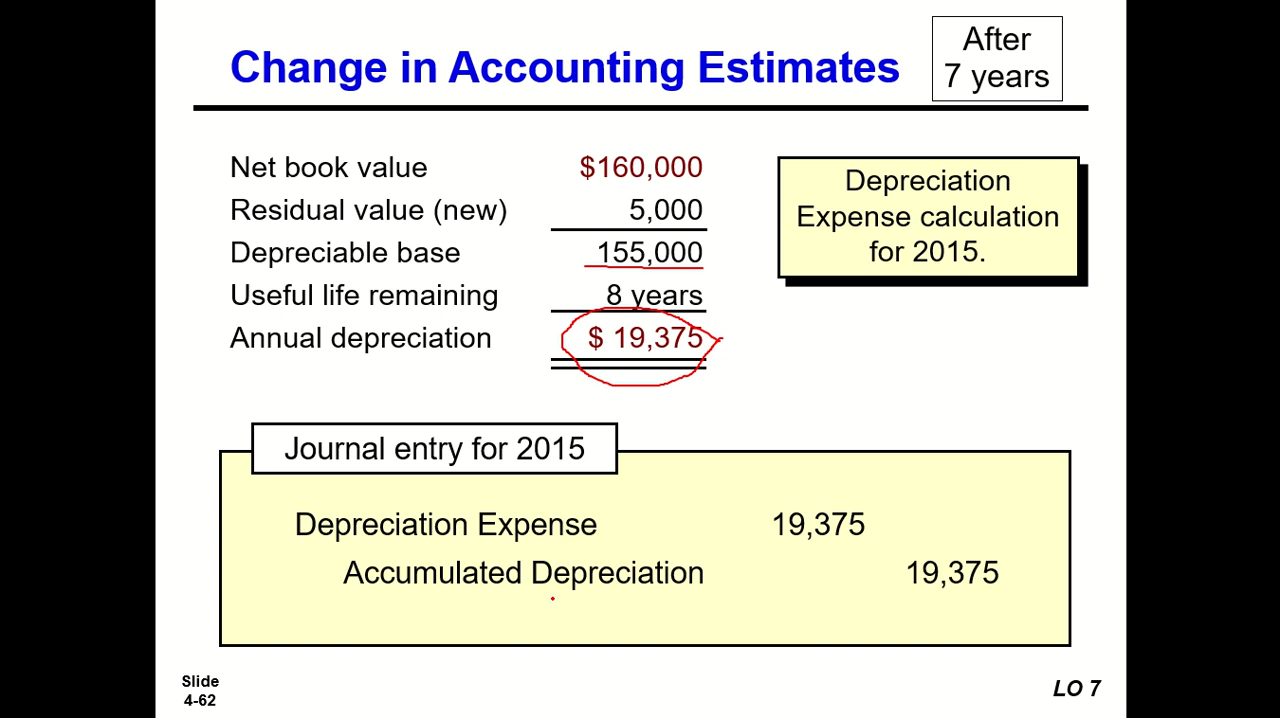 Change in Accounting Estimates
After
7 years
Net book value $160,000
Residual value (new) 5,000
Depreciable base 155,000
Useful life remaining 8 years
Annual depreciation $ 19,375
Depreciation
Expense calculation
for 2015.
Journal entry for 2015
Depreciation Expense 19,375
Accumulated Depreciation 19,375
Slide
4-62
LO 7